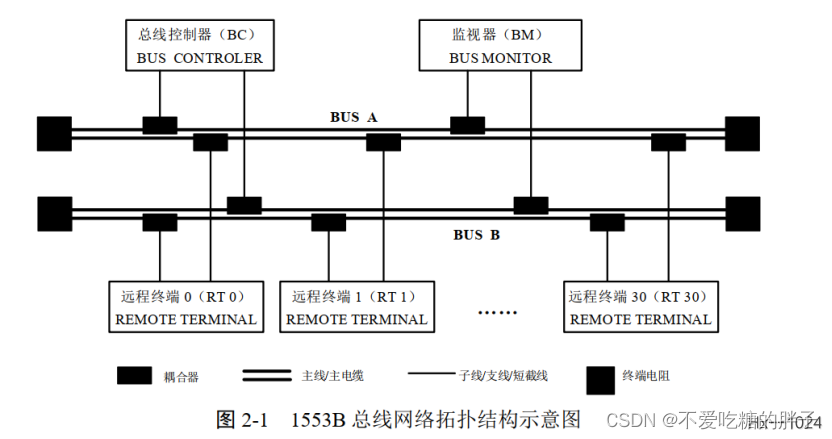 总线控制器（BC）
BUS CONTROLER
监视器（BM）
BUS MONITOR
BUS A
BUS B
远程终端 0（RT 0）
REMOTE TERMINAL
远程终端 1（RT 1）
REMOTE TERMINAL
……
远程终端 30（RT 30）
REMOTE TERMINAL
耦合器
主线/主电缆
子线/支线/短截线
终端电阻
图 2-1 1553B 总线网络拓扑结构示意图
CSDN @不爱吃糖的胖子